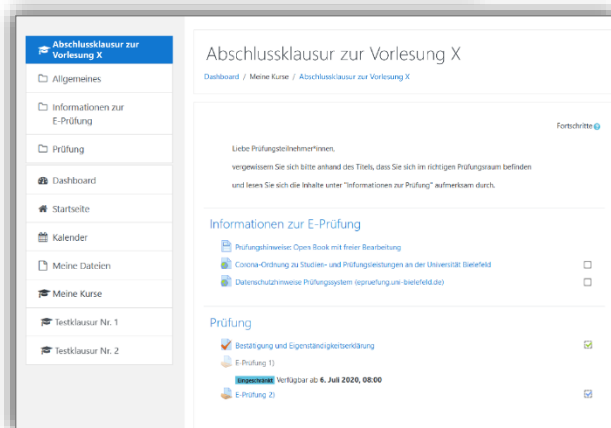 Abschlussklausur zur
Vorlesung X
Allgemeines
Informationen zur
E-Prüfung
Prüfung
Dashboard
Startseite
Kalender
Meine Dateien
Meine Kurse
Testklausur Nr. 1
Testklausur Nr. 2
Abschlussklausur zur Vorlesung X
Dashboard / Meine Kurse / Abschlussklausur zur Vorlesung X
Fortschritte
Liebe Prüfungsteilnehmer*innen,
vergewissern Sie sich bitte anhand des Titels, dass Sie sich im richtigen Prüfungsraum befinden
und lesen Sie sich die Inhalte unter "Informationen zur Prüfung" aufmerksam durch.
Informationen zur E-Prüfung
Prüfungshinweise: Open Book mit freier Bearbeitung
Corona-Ordnung zu Studien- und Prüfungsleistungen an der Universität Bielefeld
Datenschutzhinweise Prüfungssystem (epruefung.uni-bielefeld.de)
Prüfung
Bestätigung und Eigenständigkeitserklärung
E-Prüfung 1)
Eingeschränkt Verfügbar ab 6. Juli 2020, 08:00
E-Prüfung 2)